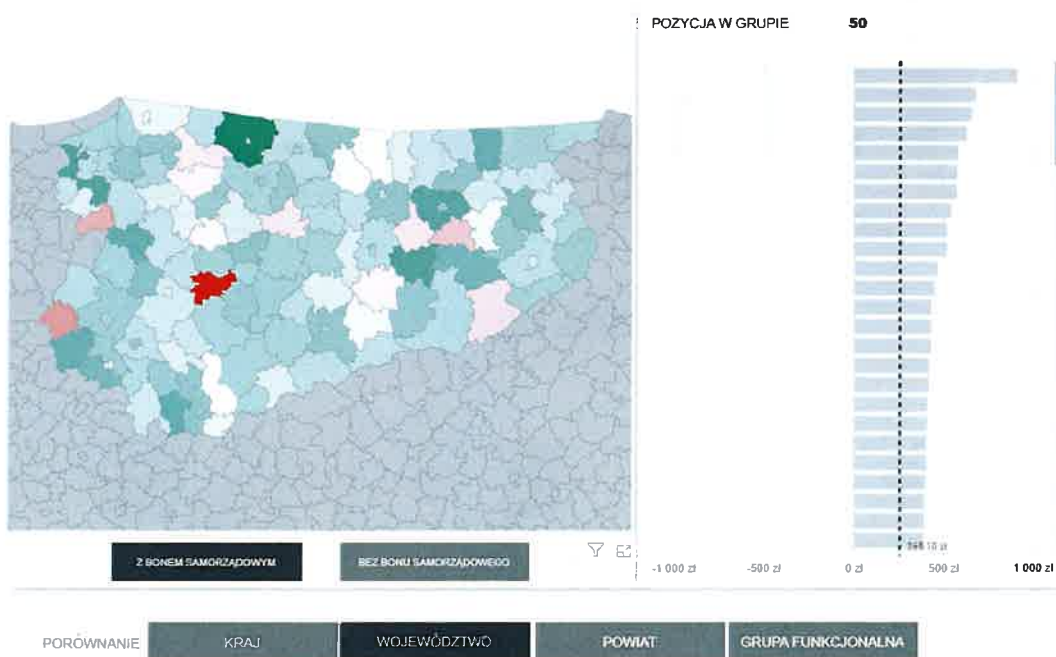 POZYCJA W GRUPIE 50
Z BONEM SAMORZĄDOWYM BEZ BONU SAMORZĄDOWEGO
-1 000 zł -500 zł 0 zł 500 zł 1 000 zł
PORÓWNANIE KRAJ WOJEWÓDZTWO POWIAT GRUPA FUNKCJONALNA